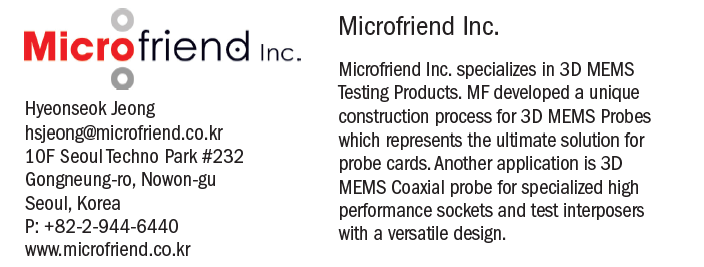 Microfriend Inc.
Hyeonseok Jeong
hsjeong@microfriend.co.kr
10F Seoul Techno Park #232
Gongneung-ro, Nowon-gu
Seoul, Korea
P: +82-2-944-6440
www.microfriend.co.kr
Microfriend Inc.
Microfriend Inc. specializes in 3D MEMS
Testing Products. MF developed a unique
construction process for 3D MEMS Probes
which represents the ultimate solution for
probe cards. Another application is 3D
MEMS Coaxial probe for specialized high
performance sockets and test interposers
with a versatile design.